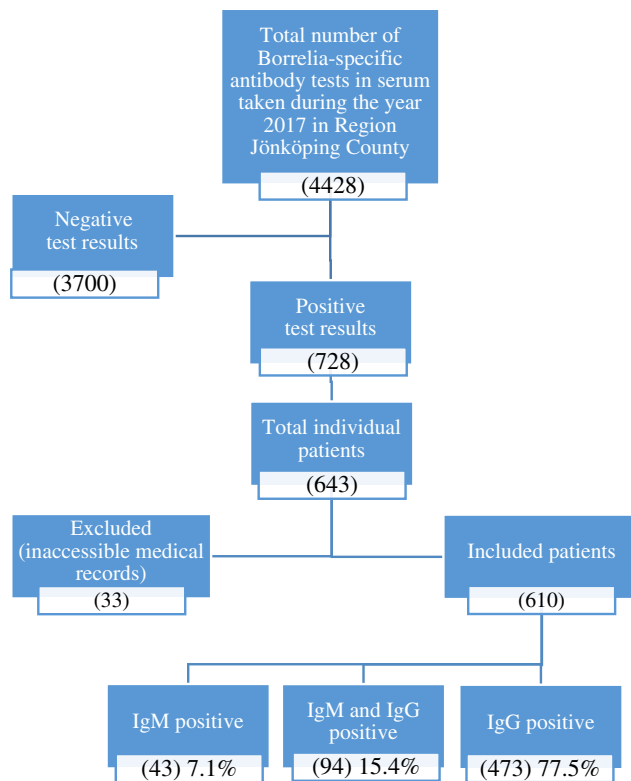 Total number of
Borrelia-specific
antibody tests in serum
taken during the year
2017 in Region
Jönköping County
(4428)
Negative
test results
(3700)
Positive
test results
(728)
Total individual
patients
(643)
Excluded
(inaccessible medical
records)
(33)
Included patients
(610)
IgM positive
(43) 7.1%
IgM and IgG
positive
(94) 15.4%
IgG positive
(473) 77.5%